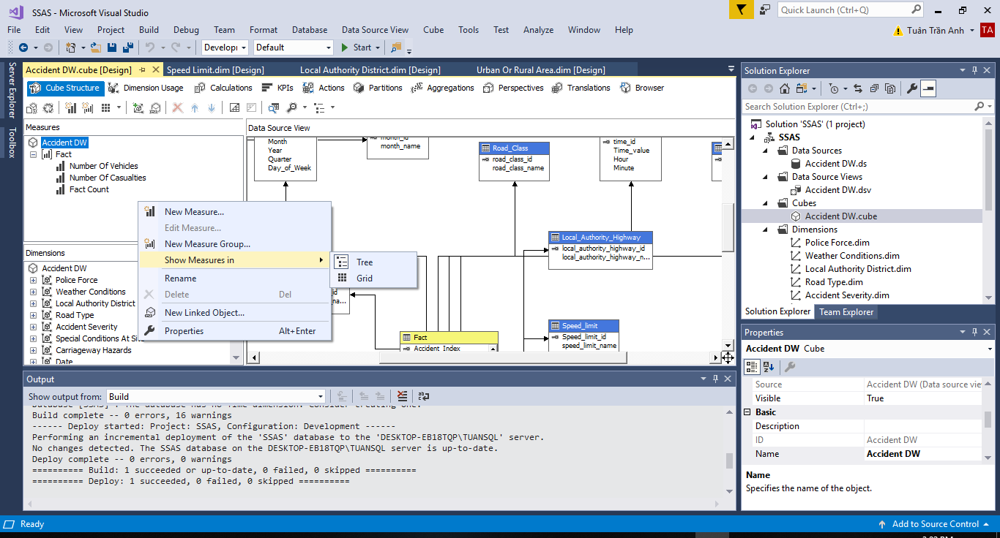 SSAS - Microsoft Visual Studio
Quick Launch (Ctrl+Q)
File Edit View Project Build Debug Team Format Database Data Source View Cube Tools Test Analyze Window Help
Tuân Trần Anh
TA
Default
Start
Server Explorer
Toolbox
Accident DW.cube [Design]
Speed Limit.dim [Design]
Local Authority District.dim [Design]
Urban Or Rural Area.dim [Design]
Cube Structure
Dimension Usage
Calculations
KPIs
Actions
Partitions
Aggregations
Perspectives
Translations
Browser
Measures
Accident DW
Fact
Number Of Vehicles
Number Of Casualties
Fact Count
Dimensions
Accident DW
Police Force
Weather Conditions
Local Authority District
Road Type
Accident Severity
Special Conditions At
Carriageway Hazards
Date
New Measure...
Edit Measure...
New Measure Group...
Show Measures in
Rename
Delete Del
New Linked Object...
Properties Alt+Enter
Tree
Grid
Data Source View
Month
Year
Quarter
Day_of_Week
month_id
month_name
Road_Class
road_class_id
road_class_name
time_id
Time_value
Hour
Minute
Local_Authority_Highway
local_authority_highway_id
local_authority_highway_n...
Speed_limit
Speed_limit_id
speed_limit_name
Fact
Accident_Index
Output
Show output from: Build
Database [SSAS] : The database has no Time dimension. Consider creating one.
Build complete -- 0 errors, 16 warnings
------ Deploy started: Project: SSAS, Configuration: Development ------
Performing an incremental deployment of the 'SSAS' database to the 'DESKTOP-EB18TQP\TUANSQL' server.
No changes detected. The SSAS database on the DESKTOP-EB18TQP\TUANSQL server is up-to-date.
Deploy complete -- 0 errors, 0 warnings
========== Build: 1 succeeded or up-to-date, 0 failed, 0 skipped ==========
========== Deploy: 1 succeeded, 0 failed, 0 skipped ==========
Solution Explorer
Search Solution Explorer (Ctrl+;)
Solution 'SSAS' (1 project)
SSAS
Data Sources
Accident DW.ds
Data Source Views
Accident DW.dsv
Cubes
Accident DW.cube
Dimensions
Police Force.dim
Weather Conditions.dim
Local Authority District.dim
Road Type.dim
Accident Severity.dim
Solution Explorer
Team Explorer
Properties
Accident DW Cube
Source Accident DW (Data source
Visible True
Basic
Description
ID Accident DW
Name Accident DW
Name
Specifies the name of the object.
Ready
Add to Source Control